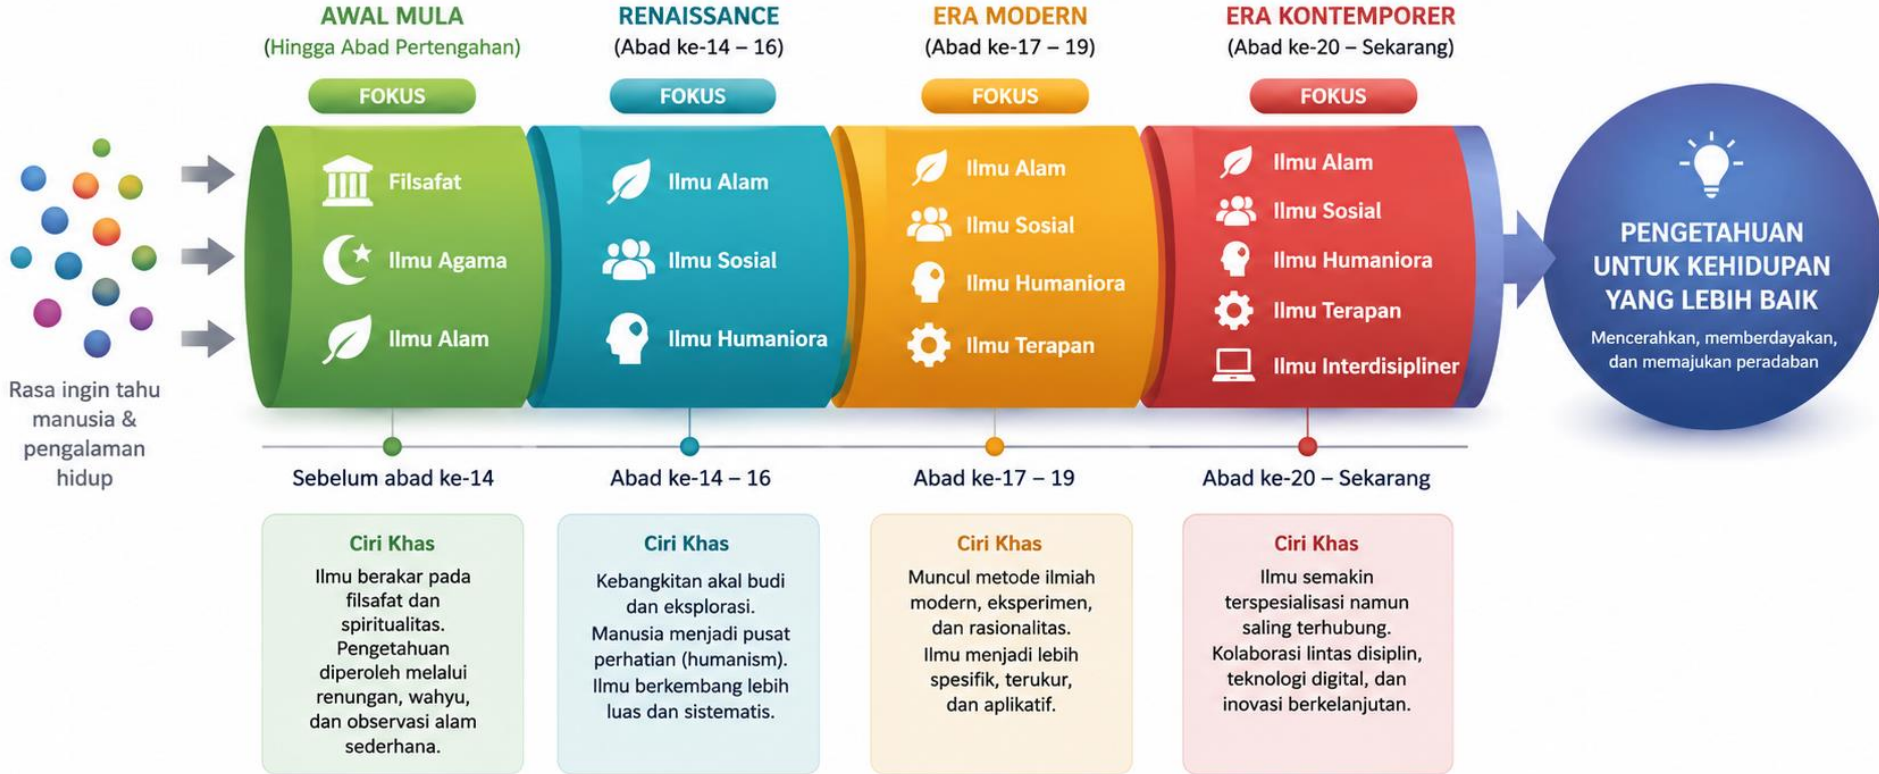 AWAL MULA
(Hingga Abad Pertengahan)
FOKUS
Filsafat
Ilmu Agama
Ilmu Alam
RENAISSANCE
(Abad ke-14 – 16)
FOKUS
Ilmu Alam
Ilmu Sosial
Ilmu Humaniora
ERA MODERN
(Abad ke-17 – 19)
FOKUS
Ilmu Alam
Ilmu Sosial
Ilmu Humaniora
Ilmu Terapan
ERA KONTEMPORER
(Abad ke-20 – Sekarang)
FOKUS
Ilmu Alam
Ilmu Sosial
Ilmu Humaniora
Ilmu Terapan
Ilmu Interdisipliner
Rasa ingin tahu
manusia &
pengalaman
hidup
PENGETAHUAN
UNTUK KEHIDUPAN
YANG LEBIH BAIK
Mencerahkan, memberdayakan,
dan memajukan peradaban
Sebelum abad ke-14
Abad ke-14 – 16
Abad ke-17 – 19
Abad ke-20 – Sekarang
Ciri Khas
Ilmu berakar pada
filsafat dan
spiritualitas.
Pengetahuan
diperoleh melalui
renungan, wahyu,
dan observasi alam
sederhana.
Ciri Khas
Kebangkitan akal budi
dan eksplorasi.
Manusia menjadi pusat
perhatian (humanism).
Ilmu berkembang lebih
luas dan sistematis.
Ciri Khas
Muncul metode ilmiah
modern, eksperimen,
dan rasionalitas.
Ilmu menjadi lebih
spesifik, terukur,
dan aplikatif.
Ciri Khas
Ilmu semakin
terspesialisasi namun
saling terhubung.
Kolaborasi lintas disiplin,
teknologi digital, dan
inovasi berkelanjutan.